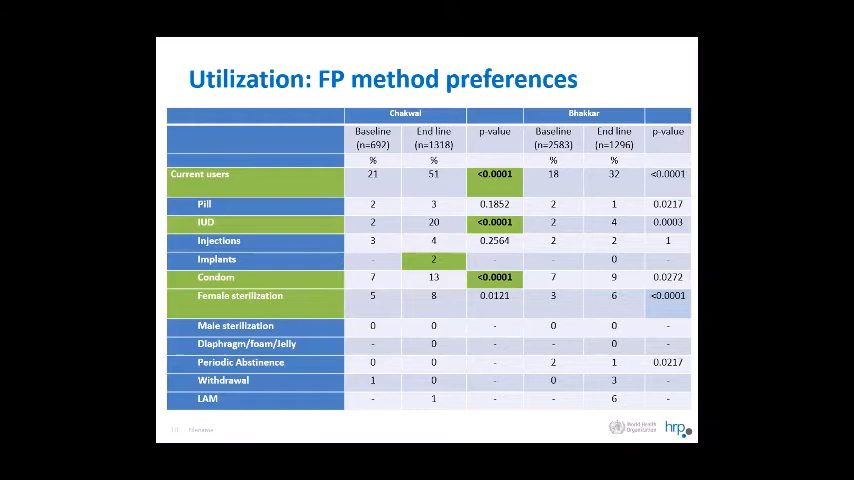 Utilization: FP method preferences
Chakwal Bhakkar
Baseline (n=692) End line (n=1318) p-value Baseline (n=2583) End line (n=1296) p-value
% % % %
Current users 21 51 <0.0001 18 32 <0.0001
Pill 2 3 0.1852 2 1 0.0217
IUD 2 20 <0.0001 2 4 0.0003
Injections 3 4 0.2564 2 2 1
Implants - 2 - - 0 -
Condom 7 13 <0.0001 7 9 0.0272
Female sterilization 5 8 0.0121 3 6 <0.0001
Male sterilization 0 0 - 0 0 -
Diaphragm/foam/Jelly - 0 - - 0 -
Periodic Abstinence 0 0 - 2 1 0.0217
Withdrawal 1 0 - 0 3 -
LAM - 1 - - 6 -
Filename
World Health Organization
hrp